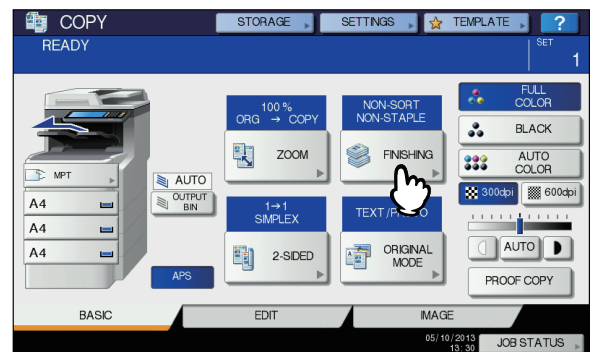 COPY
STORAGE
SETTINGS
TEMPLATE
?
READY
SET
1
MPT
A4
A4
A4
AUTO
OUTPUT
BIN
APS
100 %
ORG → COPY
ZOOM
NON-SORT
NON-STAPLE
FINISHING
1→1
SIMPLEX
2-SIDED
TEXT/PHOTO
ORIGINAL
MODE
FULL
COLOR
BLACK
AUTO
COLOR
300dpi
600dpi
AUTO
PROOF COPY
BASIC
EDIT
IMAGE
05/10/2013
13:30
JOB STATUS